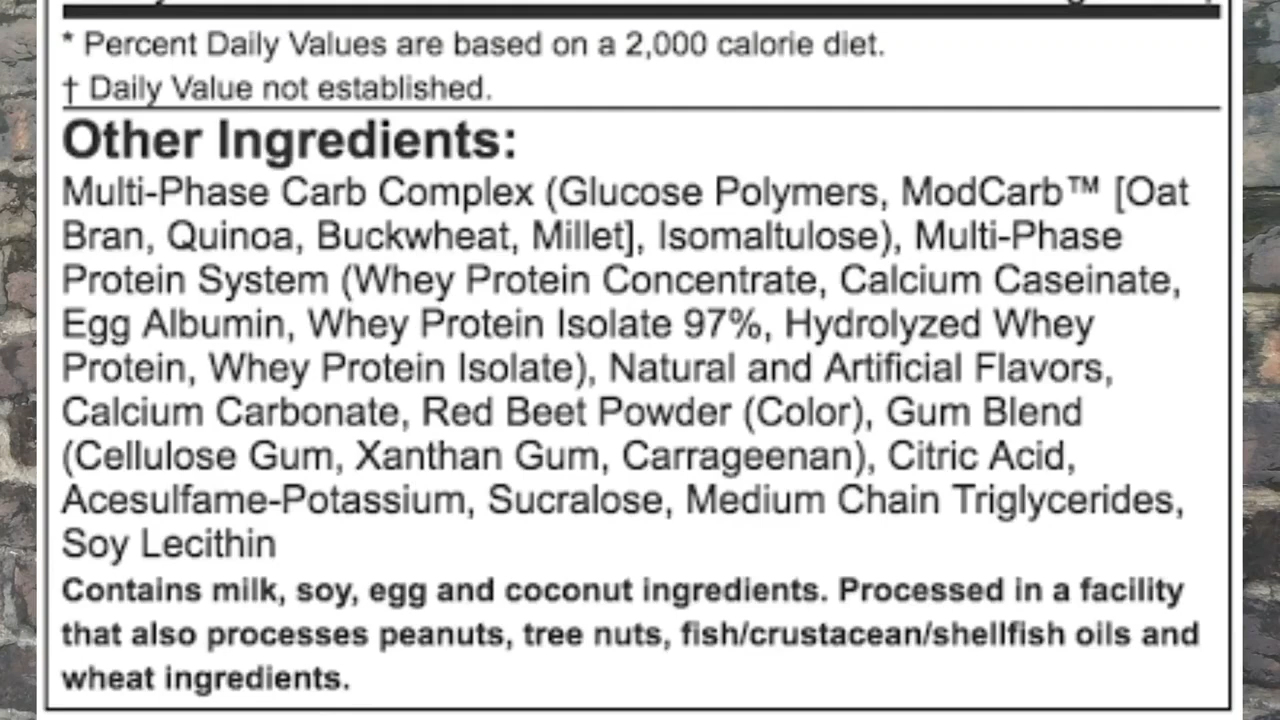 * Percent Daily Values are based on a 2,000 calorie diet.
† Daily Value not established.
Other Ingredients:
Multi-Phase Carb Complex (Glucose Polymers, ModCarb™ [Oat
Bran, Quinoa, Buckwheat, Millet], Isomaltulose), Multi-Phase
Protein System (Whey Protein Concentrate, Calcium Caseinate,
Egg Albumin, Whey Protein Isolate 97%, Hydrolyzed Whey
Protein, Whey Protein Isolate), Natural and Artificial Flavors,
Calcium Carbonate, Red Beet Powder (Color), Gum Blend
(Cellulose Gum, Xanthan Gum, Carrageenan), Citric Acid,
Acesulfame-Potassium, Sucralose, Medium Chain Triglycerides,
Soy Lecithin
Contains milk, soy, egg and coconut ingredients. Processed in a facility
that also processes peanuts, tree nuts, fish/crustacean/shellfish oils and
wheat ingredients.